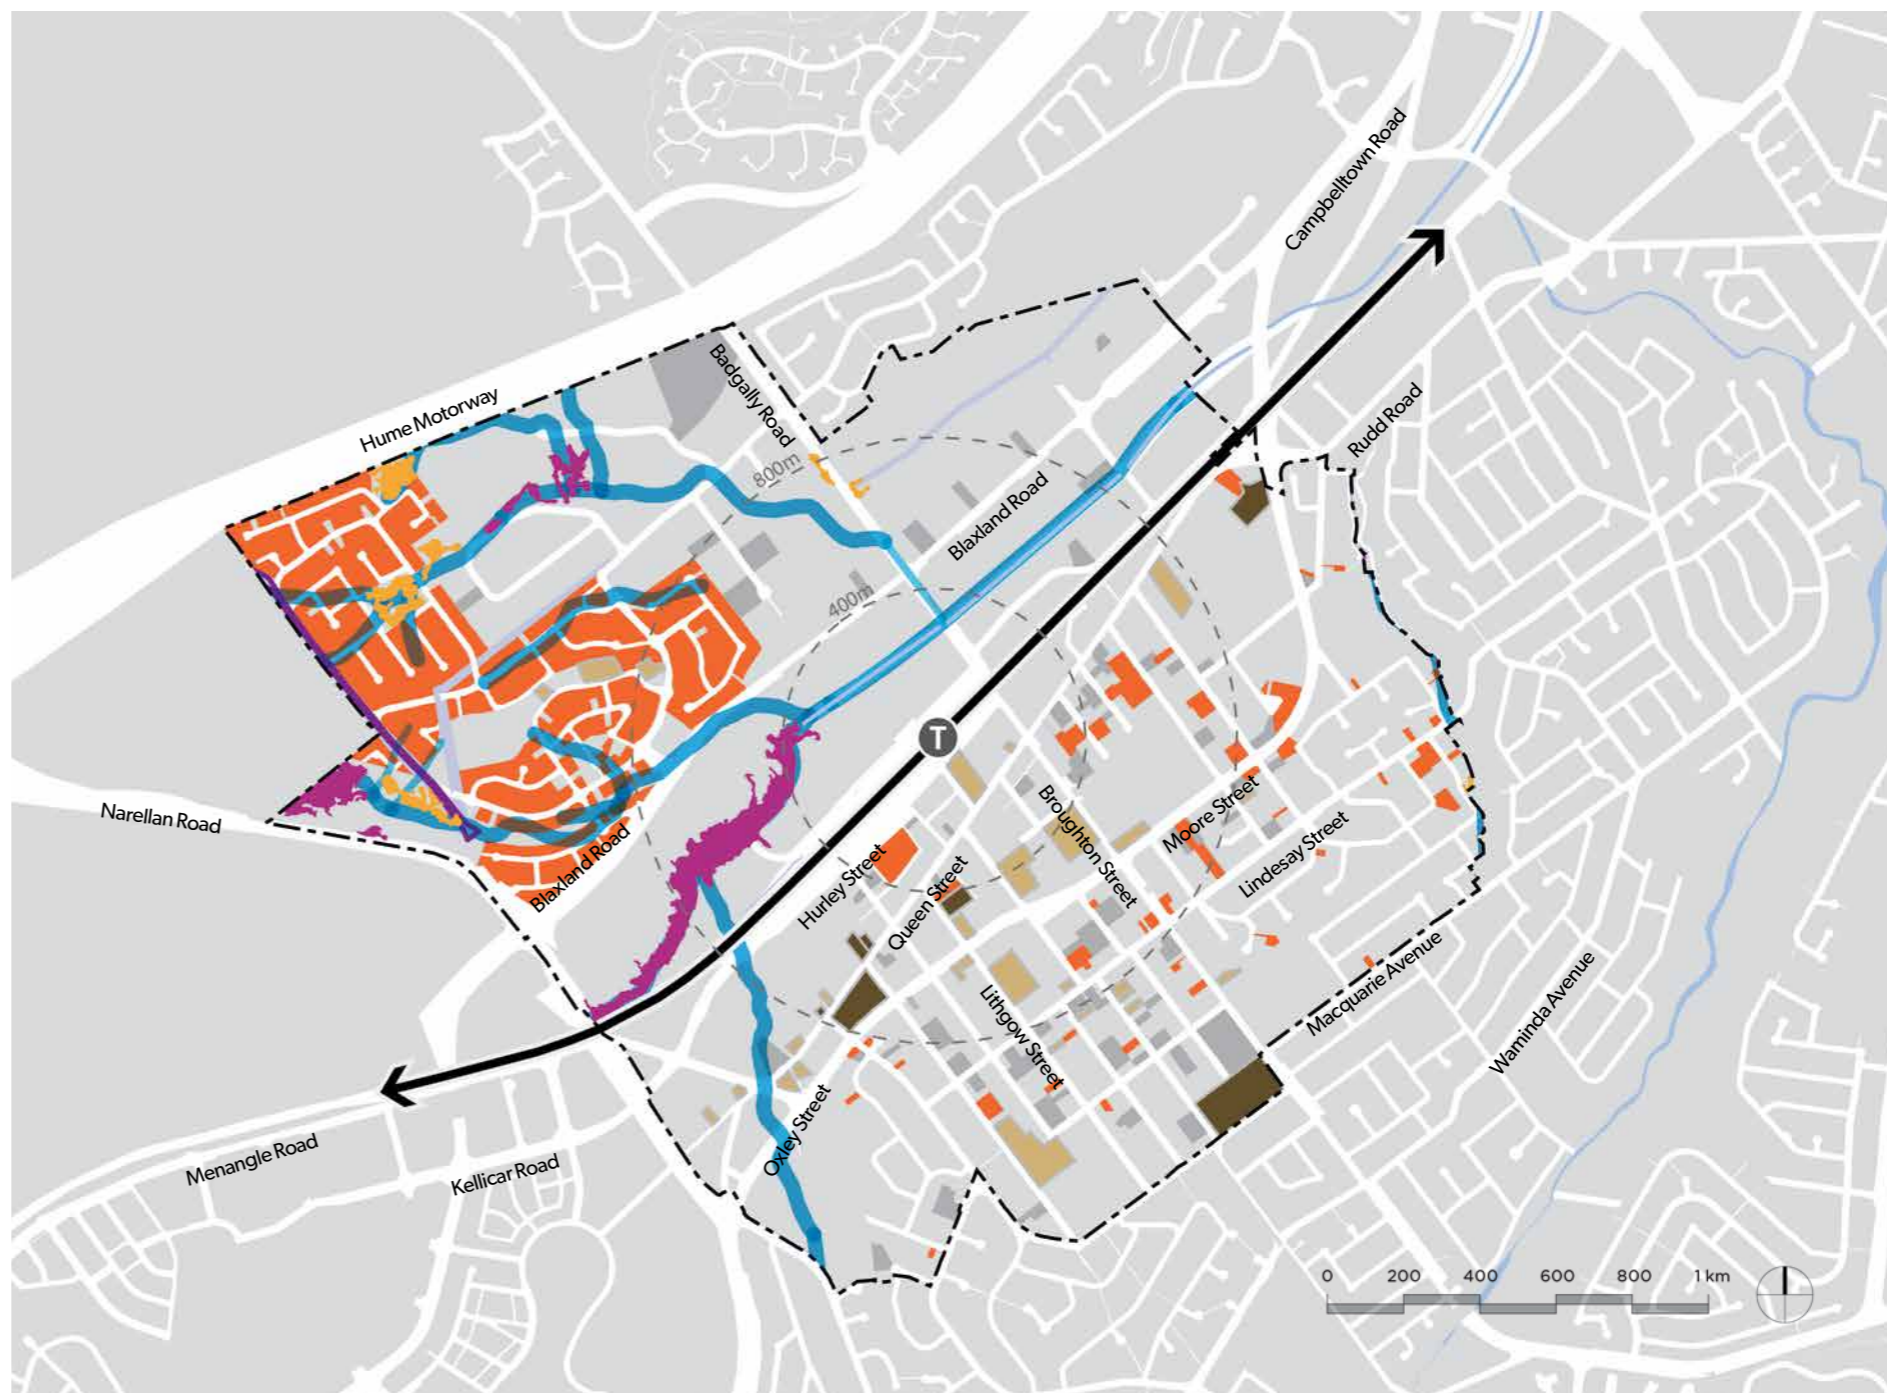 Campbelltown Road
Hume Motorway
Badgally Road
Rudd Road
800m
Blaxland Road
400m
T
Narellan Road
Blaxland Road
Hurley Street
Queen Street
Broughton Street
Moore Street
Lindesay Street
Lithgow Street
Macquarie Avenue
Waminda Avenue
Oxley Street
Menangle Road
Kellicar Road
0 200 400 600 800 1 km